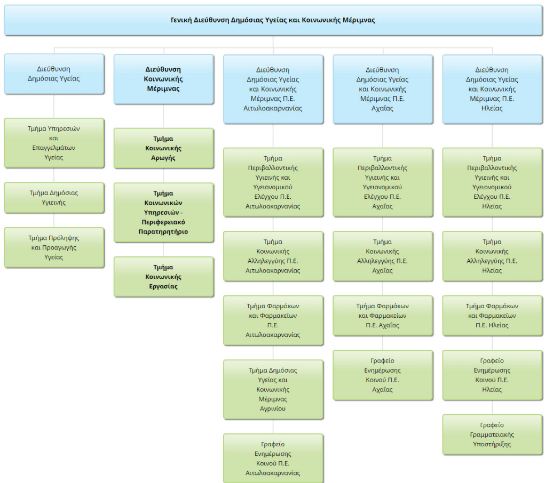 Γενική Διεύθυνση Δημόσιας Υγείας και Κοινωνικής Μέριμνας
Διεύθυνση
Δημόσιας Υγείας
Τμήμα Υπηρεσιών
και
Επαγγελμάτων
Υγείας
Τμήμα Δημόσιας
Υγιεινής
Τμήμα Πρόληψης
και Προαγωγής
Υγείας
Διεύθυνση
Κοινωνικής
Μέριμνας
Τμήμα
Κοινωνικής
Αρωγής
Τμήμα
Κοινωνικών
Υπηρεσιών -
Περιφερειακό
Παρατηρητήριο
Τμήμα
Κοινωνικής
Εργασίας
Διεύθυνση
Δημόσιας Υγείας
και Κοινωνικής
Μέριμνας Π.Ε.
Αιτωλοακαρνανίας
Τμήμα
Περιβαλλοντικής
Υγιεινής και
Υγειονομικού
Ελέγχου Π.Ε.
Αιτωλοακαρνανίας
Τμήμα
Κοινωνικής
Αλληλεγγύης Π.Ε.
Αιτωλοακαρνανίας
Τμήμα Φαρμάκων
και Φαρμακείων
Π.Ε.
Αιτωλοακαρνανίας
Τμήμα Δημόσιας
Υγείας και
Κοινωνικής
Μέριμνας
Αγρινίου
Γραφείο
Ενημέρωσης
Κοινού Π.Ε.
Αιτωλοακαρνανίας
Διεύθυνση
Δημόσιας Υγείας
και Κοινωνικής
Μέριμνας Π.Ε.
Αχαΐας
Τμήμα
Περιβαλλοντικής
Υγιεινής και
Υγειονομικού
Ελέγχου Π.Ε.
Αχαΐας
Τμήμα
Κοινωνικής
Αλληλεγγύης Π.Ε.
Αχαΐας
Τμήμα Φαρμάκων
και Φαρμακείων
Π.Ε. Αχαΐας
Γραφείο
Ενημέρωσης
Κοινού Π.Ε.
Αχαΐας
Διεύθυνση
Δημόσιας Υγείας
και Κοινωνικής
Μέριμνας Π.Ε.
Ηλείας
Τμήμα
Περιβαλλοντικής
Υγιεινής και
Υγειονομικού
Ελέγχου Π.Ε.
Ηλείας
Τμήμα
Κοινωνικής
Αλληλεγγύης Π.Ε.
Ηλείας
Τμήμα Φαρμάκων
και Φαρμακείων
Π.Ε. Ηλείας
Γραφείο
Ενημέρωσης
Κοινού Π.Ε.
Ηλείας
Γραφείο
Γραμματειακής
Υποστήριξης